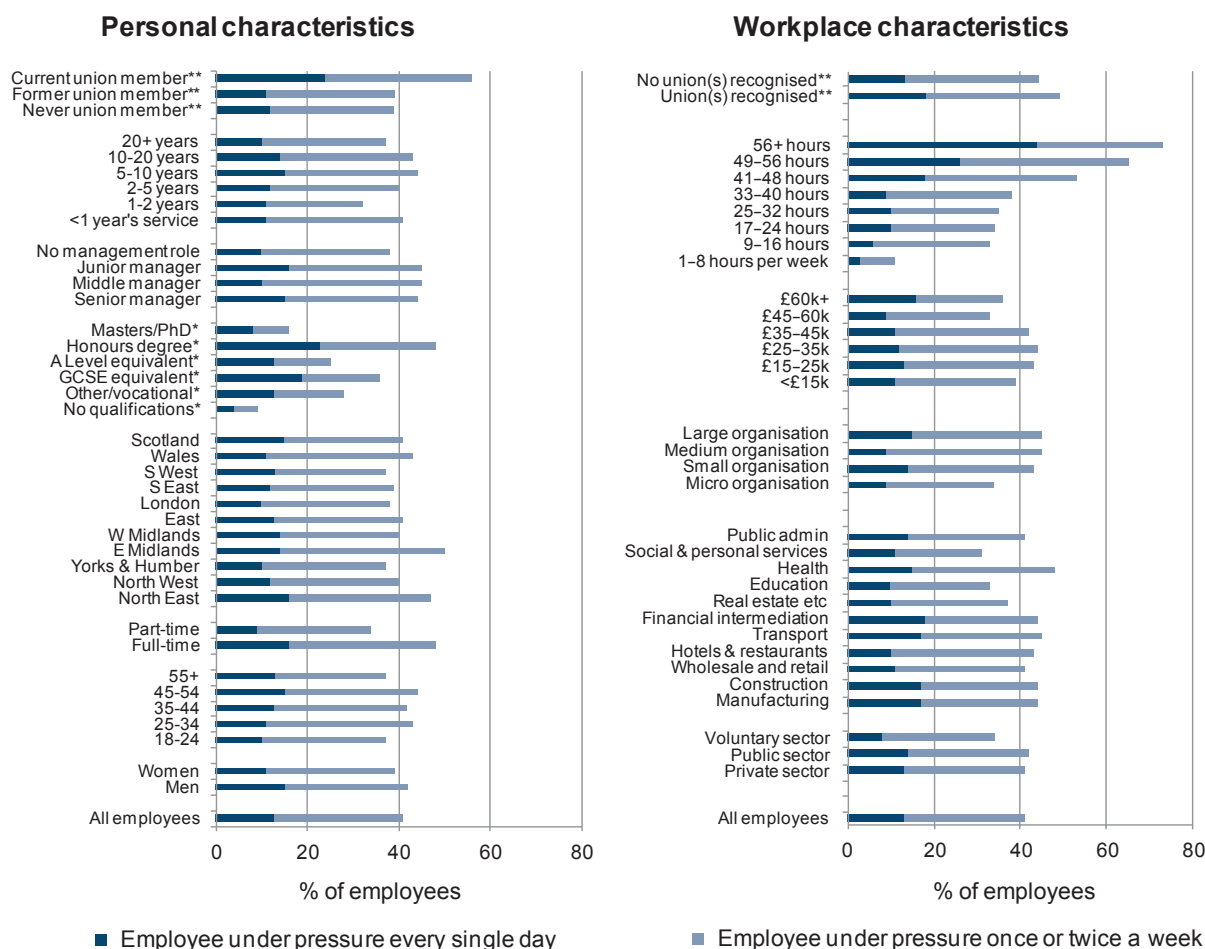 Personal characteristics
Current union member**
Former union member**
Never union member**
20+ years
10-20 years
5-10 years
2-5 years
1-2 years
<1 year's service
No management role
Junior manager
Middle manager
Senior manager
Masters/PhD*
Honours degree*
A Level equivalent*
GCSE equivalent*
Other/vocational*
No qualifications*
Scotland
Wales
S West
S East
London
East
W Midlands
E Midlands
Yorks & Humber
North West
North East
Part-time
Full-time
55+
45-54
35-44
25-34
18-24
Women
Men
All employees
0 20 40 60 80
% of employees
Workplace characteristics
No union(s) recognised**
Union(s) recognised**
56+ hours
49–56 hours
41–48 hours
33–40 hours
25–32 hours
17–24 hours
9–16 hours
1–8 hours per week
£60k+
£45–60k
£35–45k
£25–35k
£15–25k
<£15k
Large organisation
Medium organisation
Small organisation
Micro organisation
Public admin
Social & personal services
Health
Education
Real estate etc
Financial intermediation
Transport
Hotels & restaurants
Wholesale and retail
Construction
Manufacturing
Voluntary sector
Public sector
Private sector
All employees
0 20 40 60 80
% of employees
Employee under pressure every single day
Employee under pressure once or twice a week